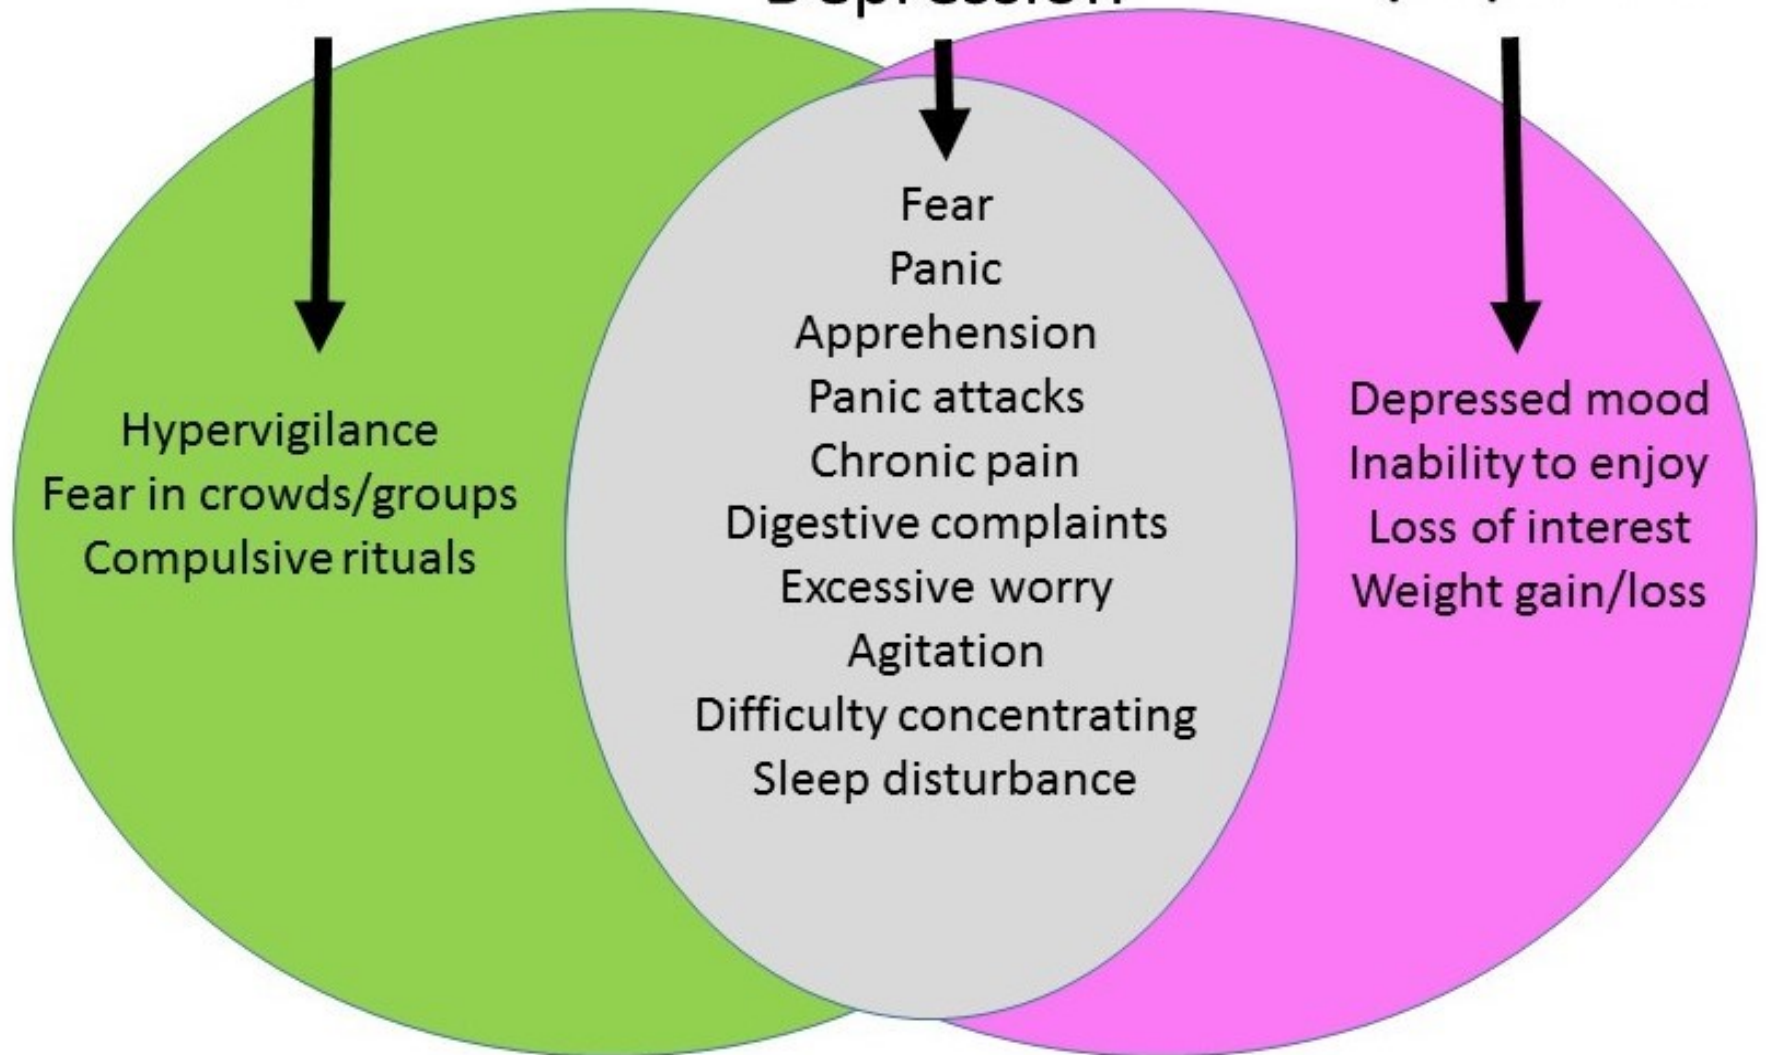 Depression
Hypervigilance
Fear in crowds/groups
Compulsive rituals
Fear
Panic
Apprehension
Panic attacks
Chronic pain
Digestive complaints
Excessive worry
Agitation
Difficulty concentrating
Sleep disturbance
Depressed mood
Inability to enjoy
Loss of interest
Weight gain/loss